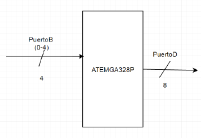 PuertoB
(0-4)
4
ATEMGA328P
PuertoD
8